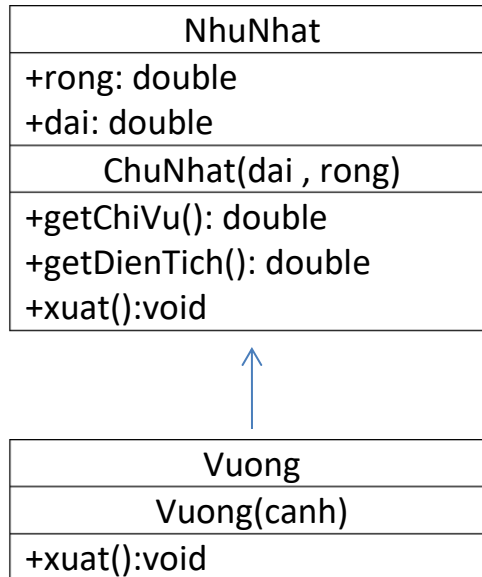 NhuNhat
+rong: double
+dai: double
ChuNhat(dai , rong)
+getChiVu(): double
+getDienTich(): double
+xuat():void
Vuong
Vuong(canh)
+xuat():void